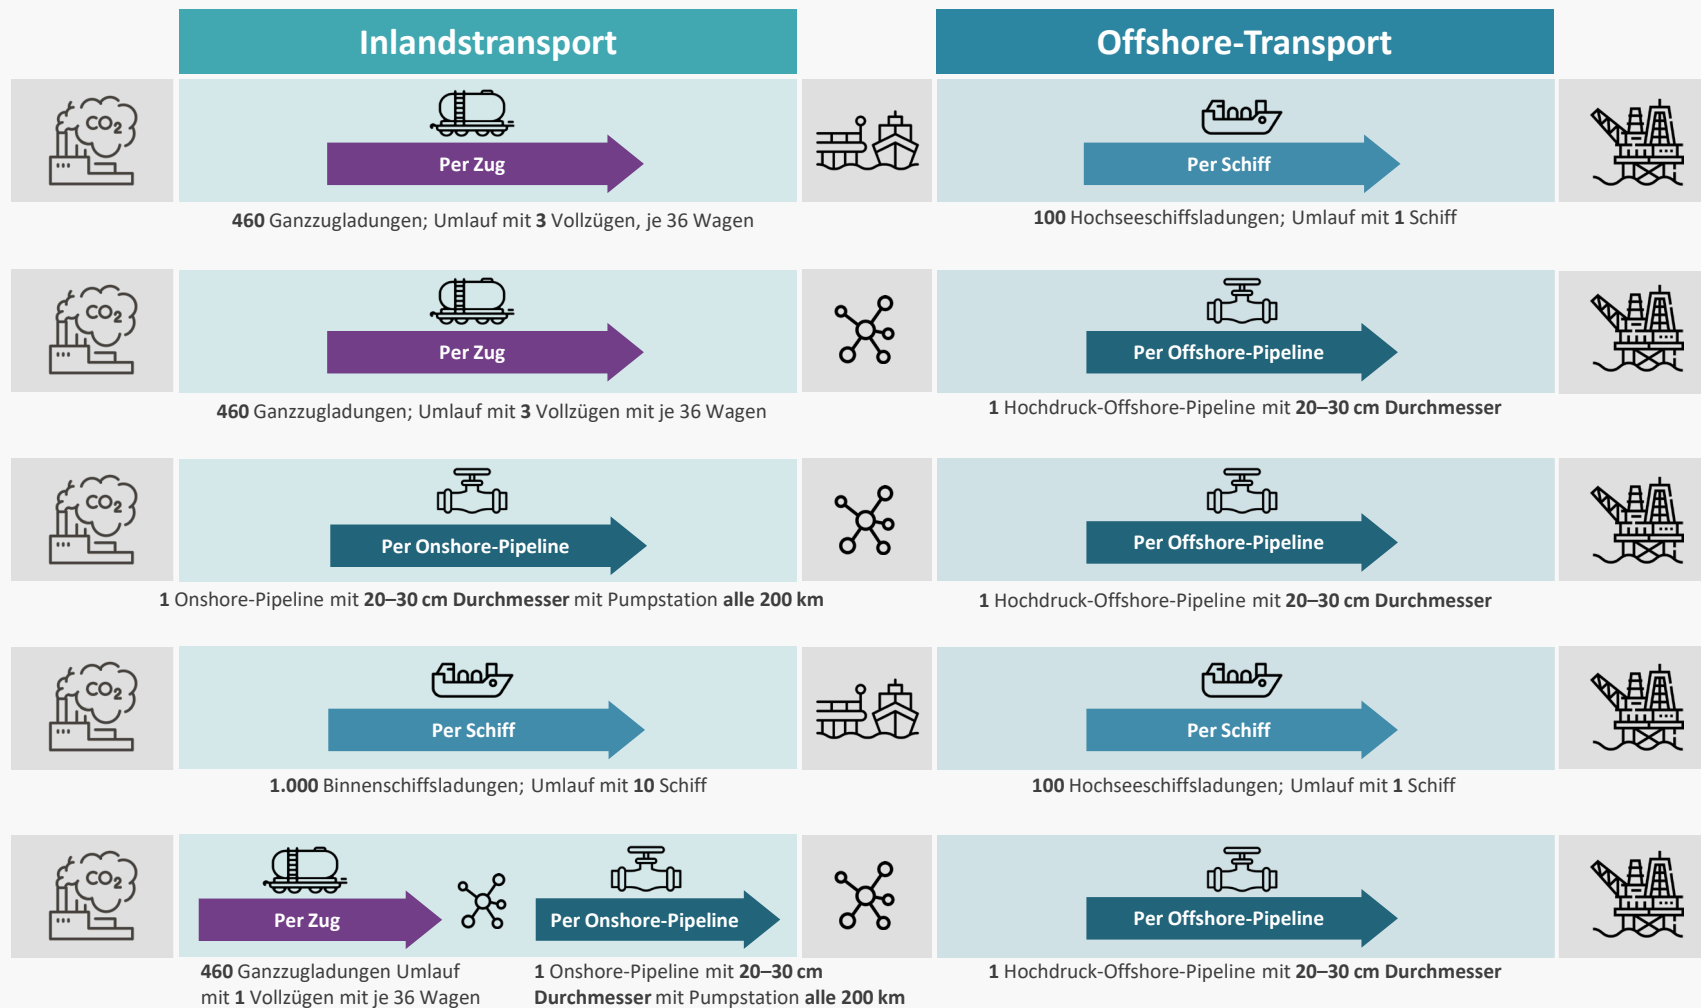 Inlandstransport
Offshore-Transport
CO2
Per Zug
Per Schiff
460 Ganzzugladungen; Umlauf mit 3 Vollzügen, je 36 Wagen
100 Hochseeschiffsladungen; Umlauf mit 1 Schiff
CO2
Per Zug
Per Offshore-Pipeline
460 Ganzzugladungen; Umlauf mit 3 Vollzügen mit je 36 Wagen
1 Hochdruck-Offshore-Pipeline mit 20–30 cm Durchmesser
CO2
Per Onshore-Pipeline
Per Offshore-Pipeline
1 Onshore-Pipeline mit 20–30 cm Durchmesser mit Pumpstation alle 200 km
1 Hochdruck-Offshore-Pipeline mit 20–30 cm Durchmesser
CO2
Per Schiff
Per Schiff
1.000 Binnenschiffsladungen; Umlauf mit 10 Schiff
100 Hochseeschiffsladungen; Umlauf mit 1 Schiff
CO2
Per Zug
Per Onshore-Pipeline
Per Offshore-Pipeline
460 Ganzzugladungen Umlauf
mit 1 Vollzügen mit je 36 Wagen
1 Onshore-Pipeline mit 20–30 cm
Durchmesser mit Pumpstation alle 200 km
1 Hochdruck-Offshore-Pipeline mit 20–30 cm Durchmesser